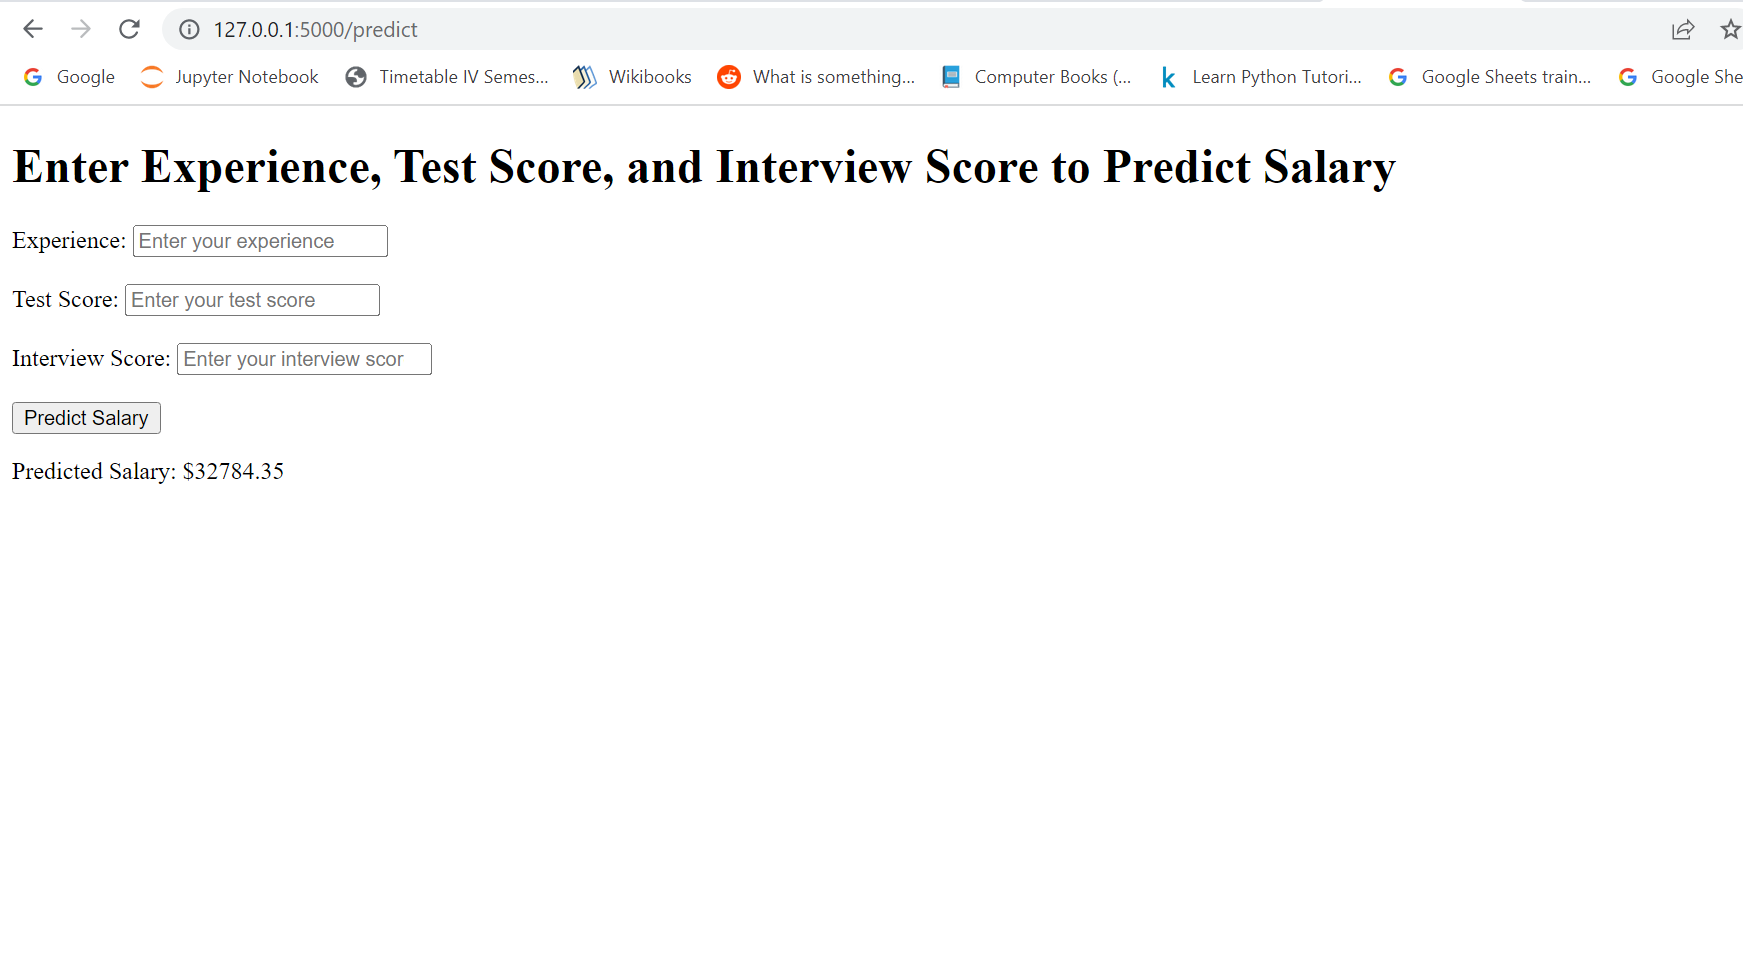 127.0.0.1:5000/predict
Google Jupyter Notebook Timetable IV Semes... Wikibooks What is something... Computer Books (... Learn Python Tutori... Google Sheets train... Google She
Enter Experience, Test Score, and Interview Score to Predict Salary
Experience: Enter your experience
Test Score: Enter your test score
Interview Score: Enter your interview scor
Predict Salary
Predicted Salary: $32784.35